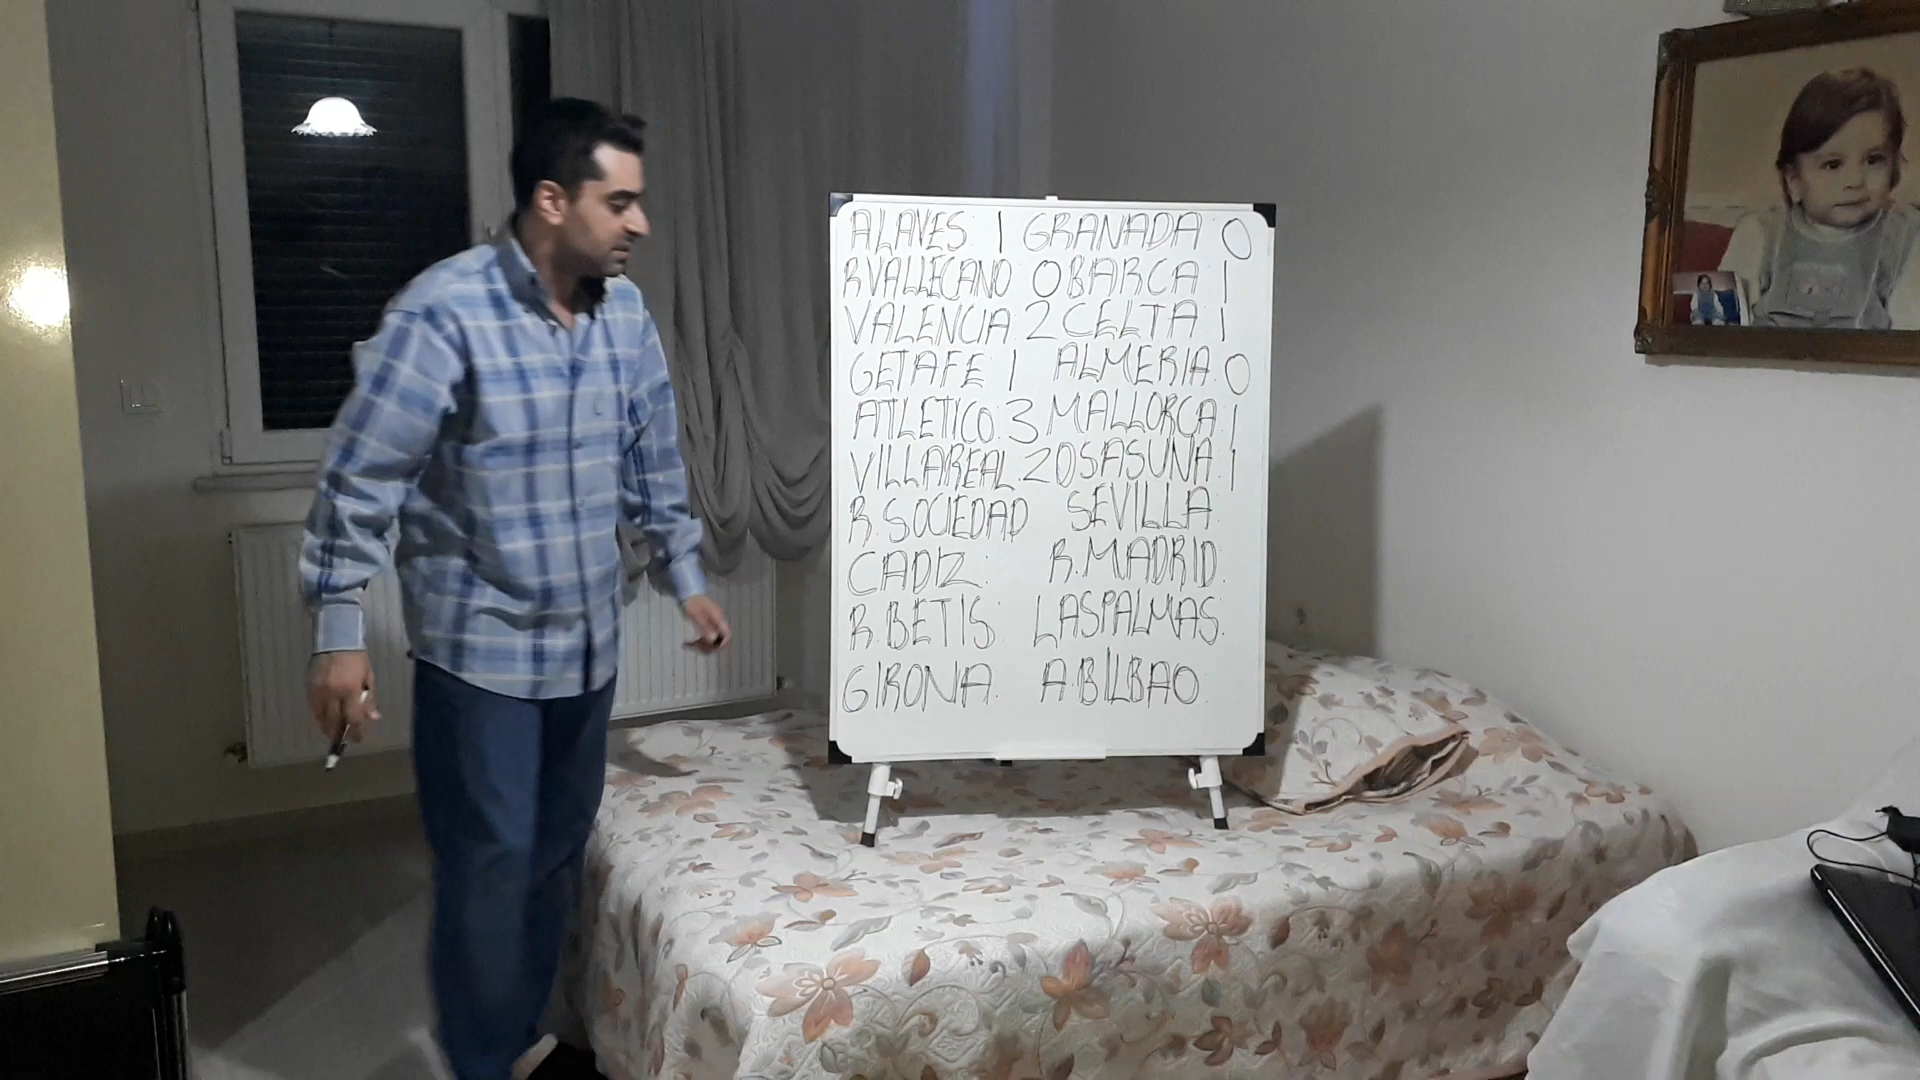 ALAVES: 1 GRANADA: 0
R.VALLECANO 0 BARCA: 1
VALENCIA 2 CELTA: 1
GETAFE: 1 ALMERIA: 0
ATLETICO: 3 MALLORCA: 1
VILLAREAL: 2 OSASUNA: 1
R.SOCIEDAD SEVILLA:
CADIZ: R.MADRID:
R.BETIS: LASPALMAS:
GIRONA: A.BILBAO